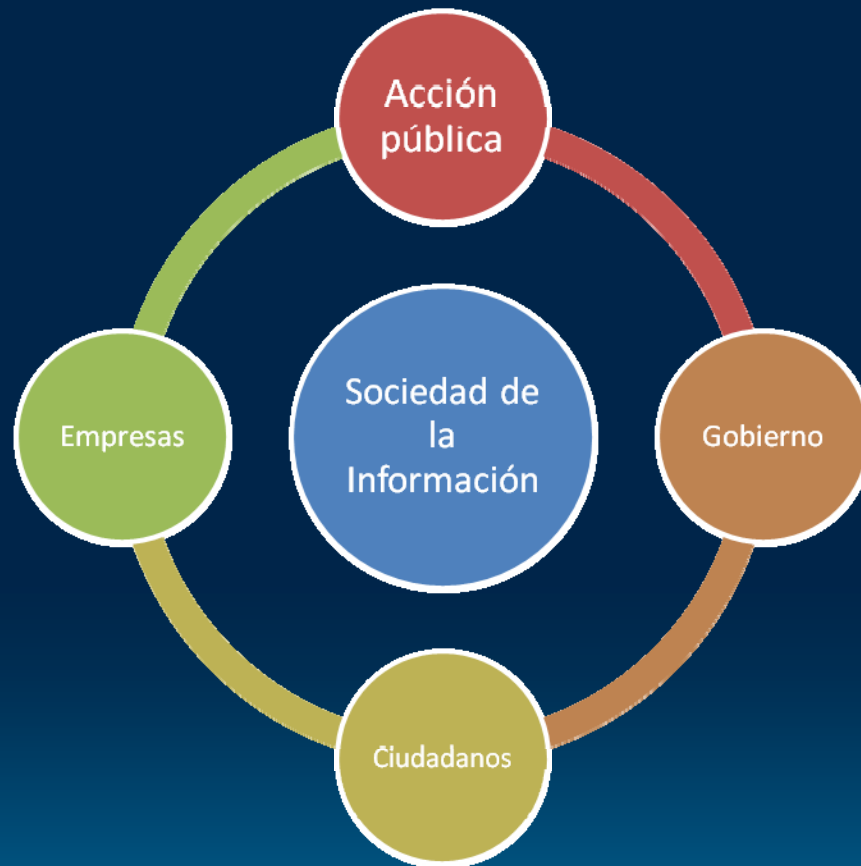 Acción
pública
Empresas
Sociedad de
la
Información
Gobierno
Ciudadanos